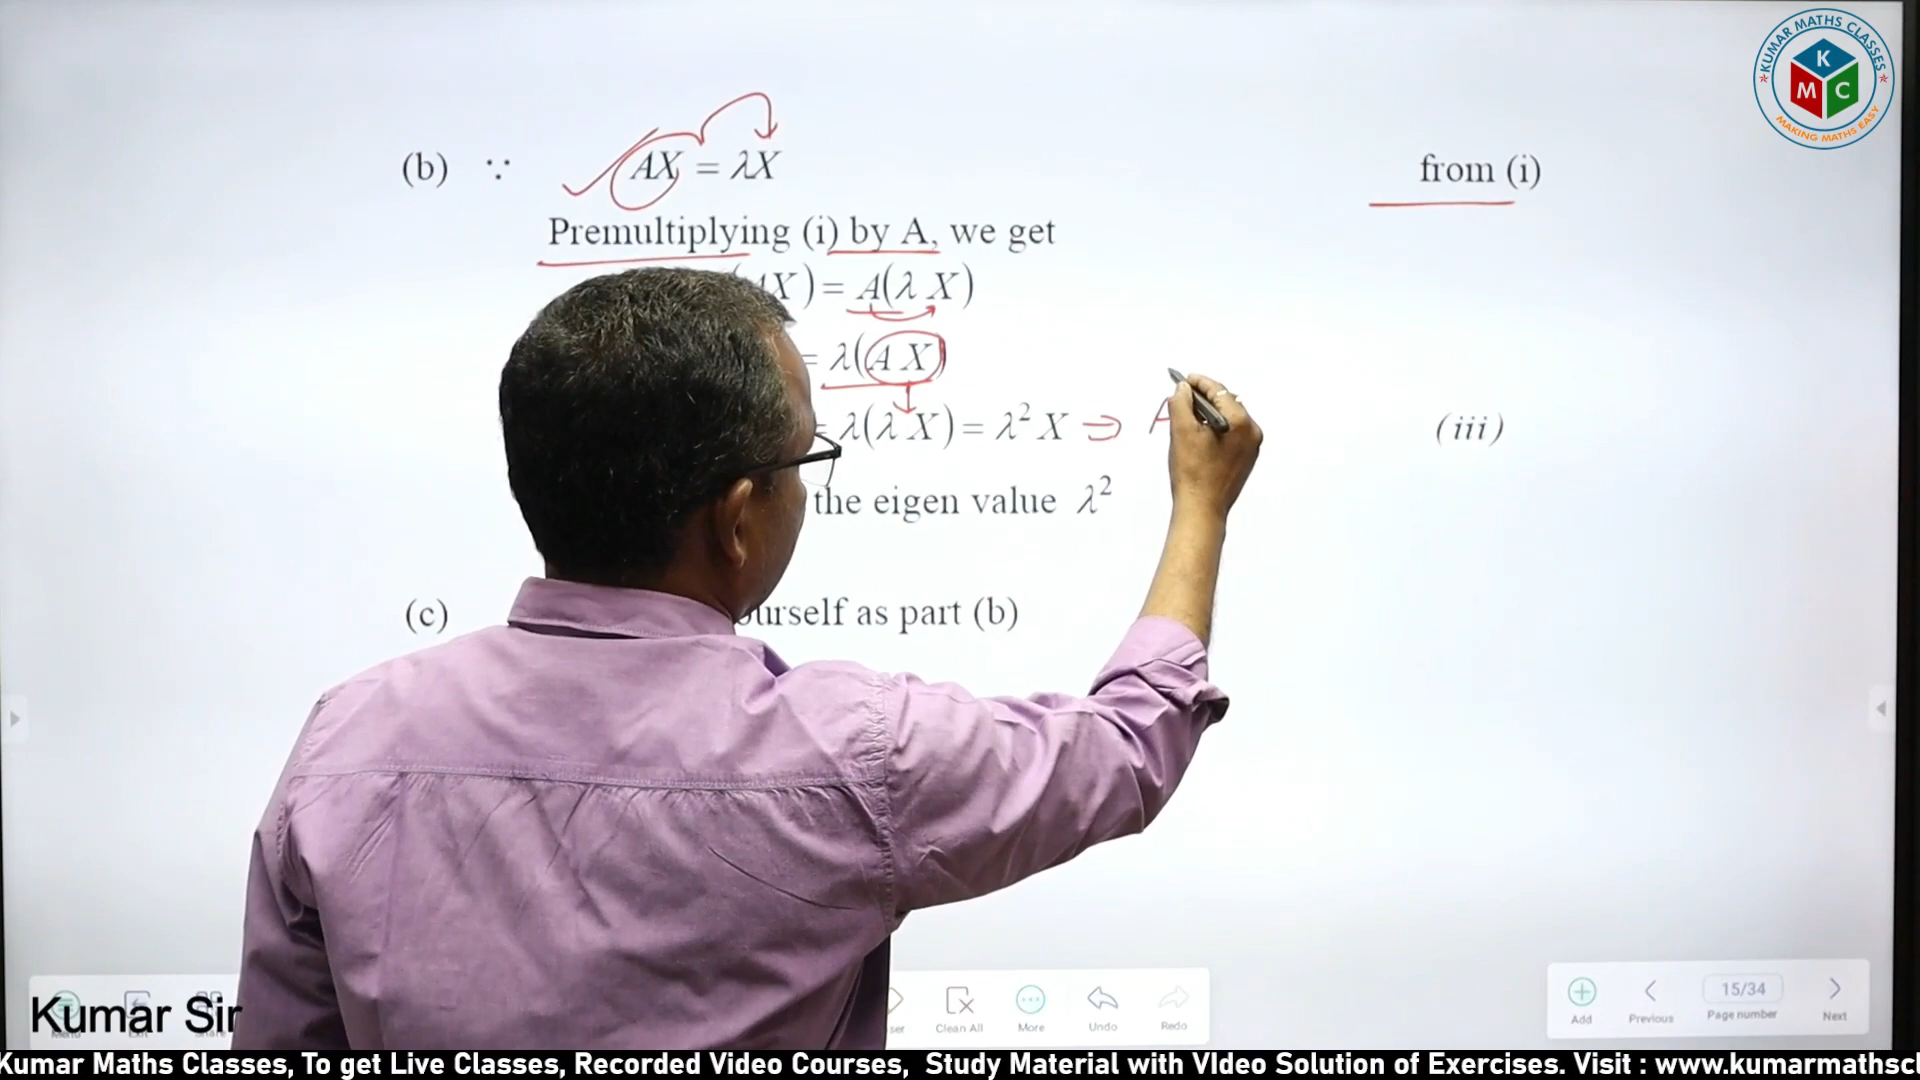 KUMAR MATHS CLASSES
K
M C
MAKING MATHS EASY
(b) ∵ AX = λX from (i)
Premultiplying (i) by A, we get
X) = A(λ X)
= λ(A X)
= λ(λ X) = λ² X ⇒ A (iii)
the eigen value λ²
(c) ourself as part (b)
Kumar Sir
Clean All
More
Undo
Redo
Add
Previous
15/34
Page number
Next
Kumar Maths Classes, To get Live Classes, Recorded Video Courses, Study Material with VIdeo Solution of Exercises. Visit : www.kumarmathscl